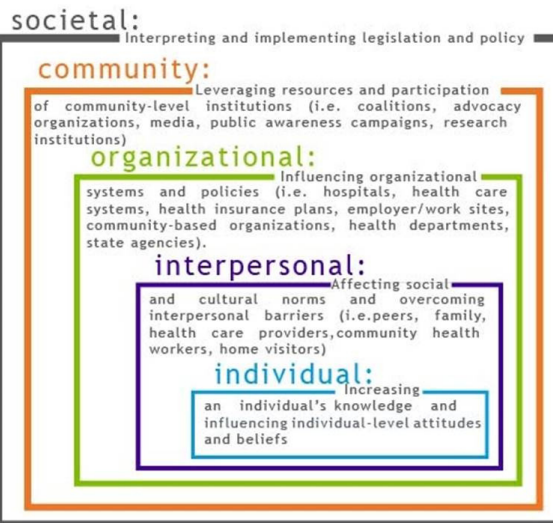 societal:
Interpreting and implementing legislation and policy
community:
Leveraging resources and participation
of community-level institutions (i.e. coalitions, advocacy
organizations, media, public awareness campaigns, research
institutions)
organizational:
Influencing organizational
systems and policies (i.e. hospitals, health care
systems, health insurance plans, employer/work sites,
community-based organizations, health departments,
state agencies).
interpersonal:
Affecting social
and cultural norms and overcoming
interpersonal barriers (i.e.peers, family,
health care providers,community health
workers, home visitors)
individual:
Increasing
an individual's knowledge and
influencing individual-level attitudes
and beliefs